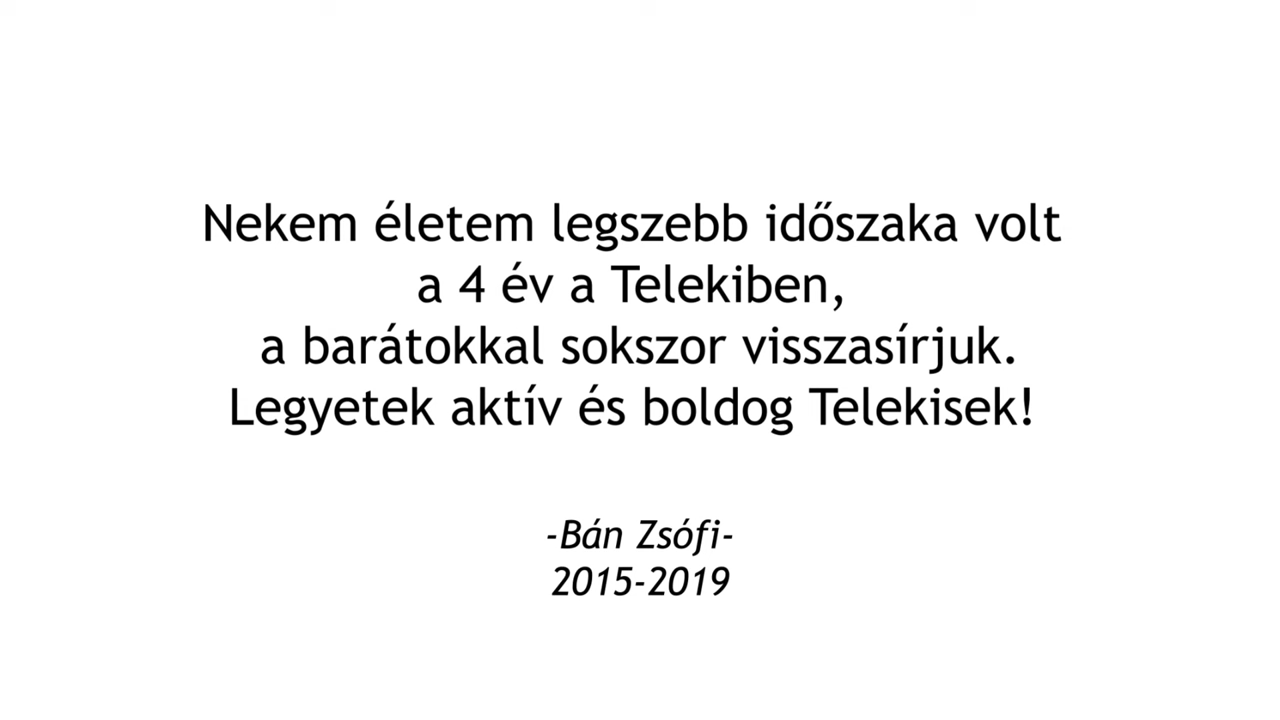 Nekem életem legszebb időszaka volt
a 4 év a Telekiben,
a barátokkal sokszor visszasírjuk.
Legyetek aktív és boldog Telekisek!
-Bán Zsófi-
2015-2019